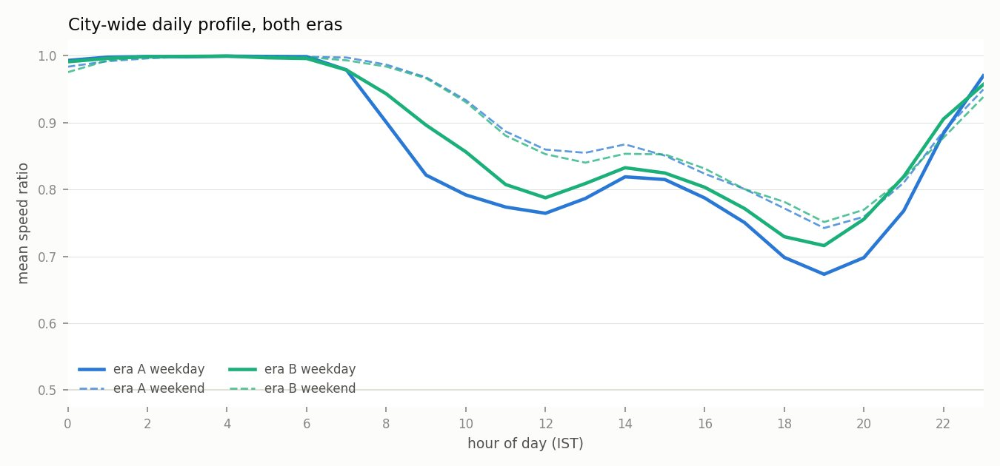 City-wide daily profile, both eras
mean speed ratio
1.0
0.9
0.8
0.7
0.6
0.5
era A weekday
era B weekday
era A weekend
era B weekend
0 2 4 6 8 10 12 14 16 18 20 22
hour of day (IST)